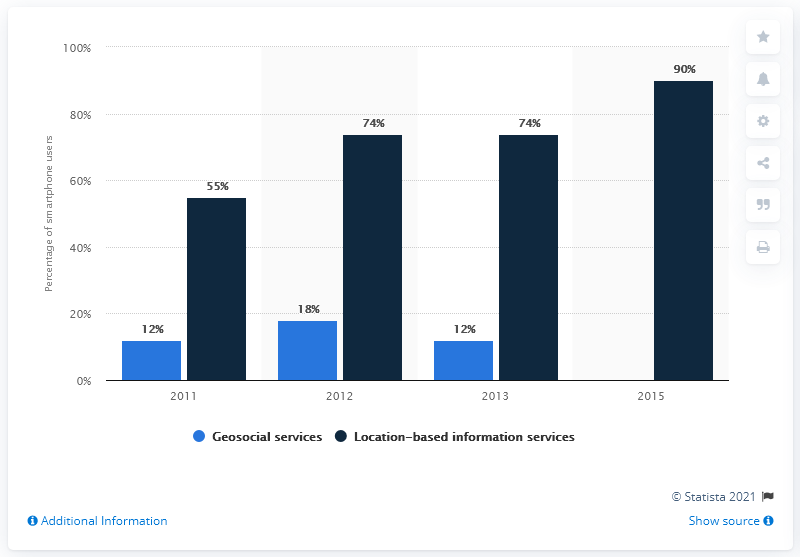 100%
80%
60%
40%
20%
0%
Percentage of smartphone users
12%
55%
18%
74%
12%
74%
90%
2011
2012
2013
2015
Geosocial services
Location-based information services
© Statista 2021
Additional Information
Show source